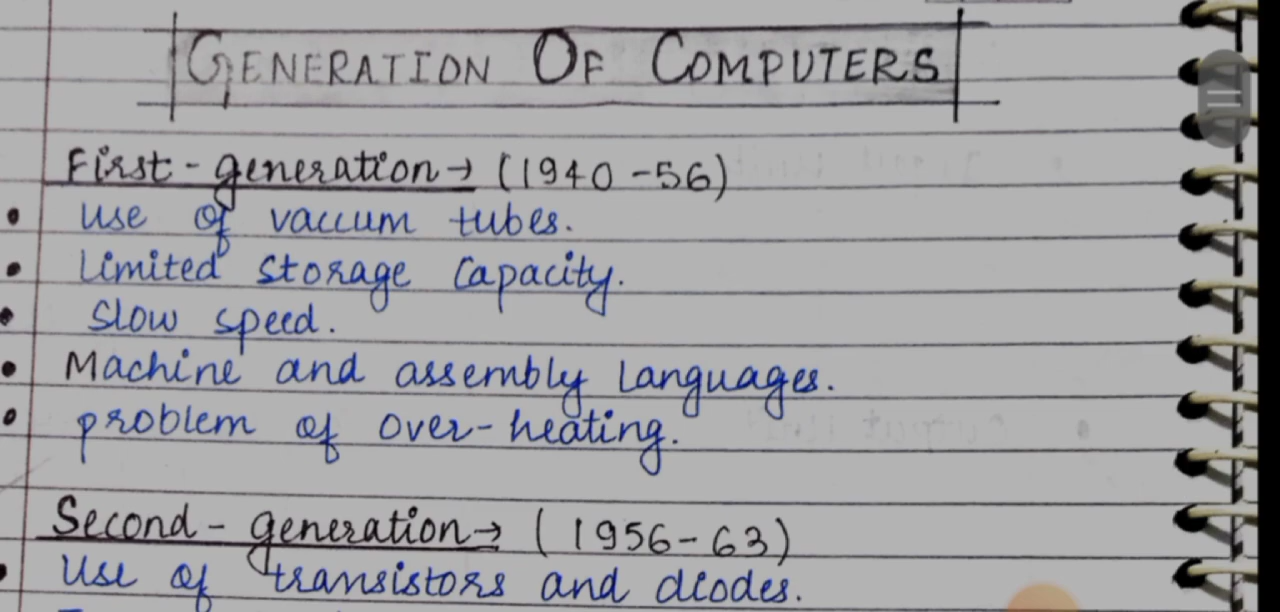 GENERATION OF COMPUTERS
First-generation → (1940-56)
• Use of vaccum tubes.
• Limited storage capacity.
• Slow speed.
• Machine and assembly languages.
• problem of over-heating.
Second-generation → (1956-63)
• Use of transistors and diodes.